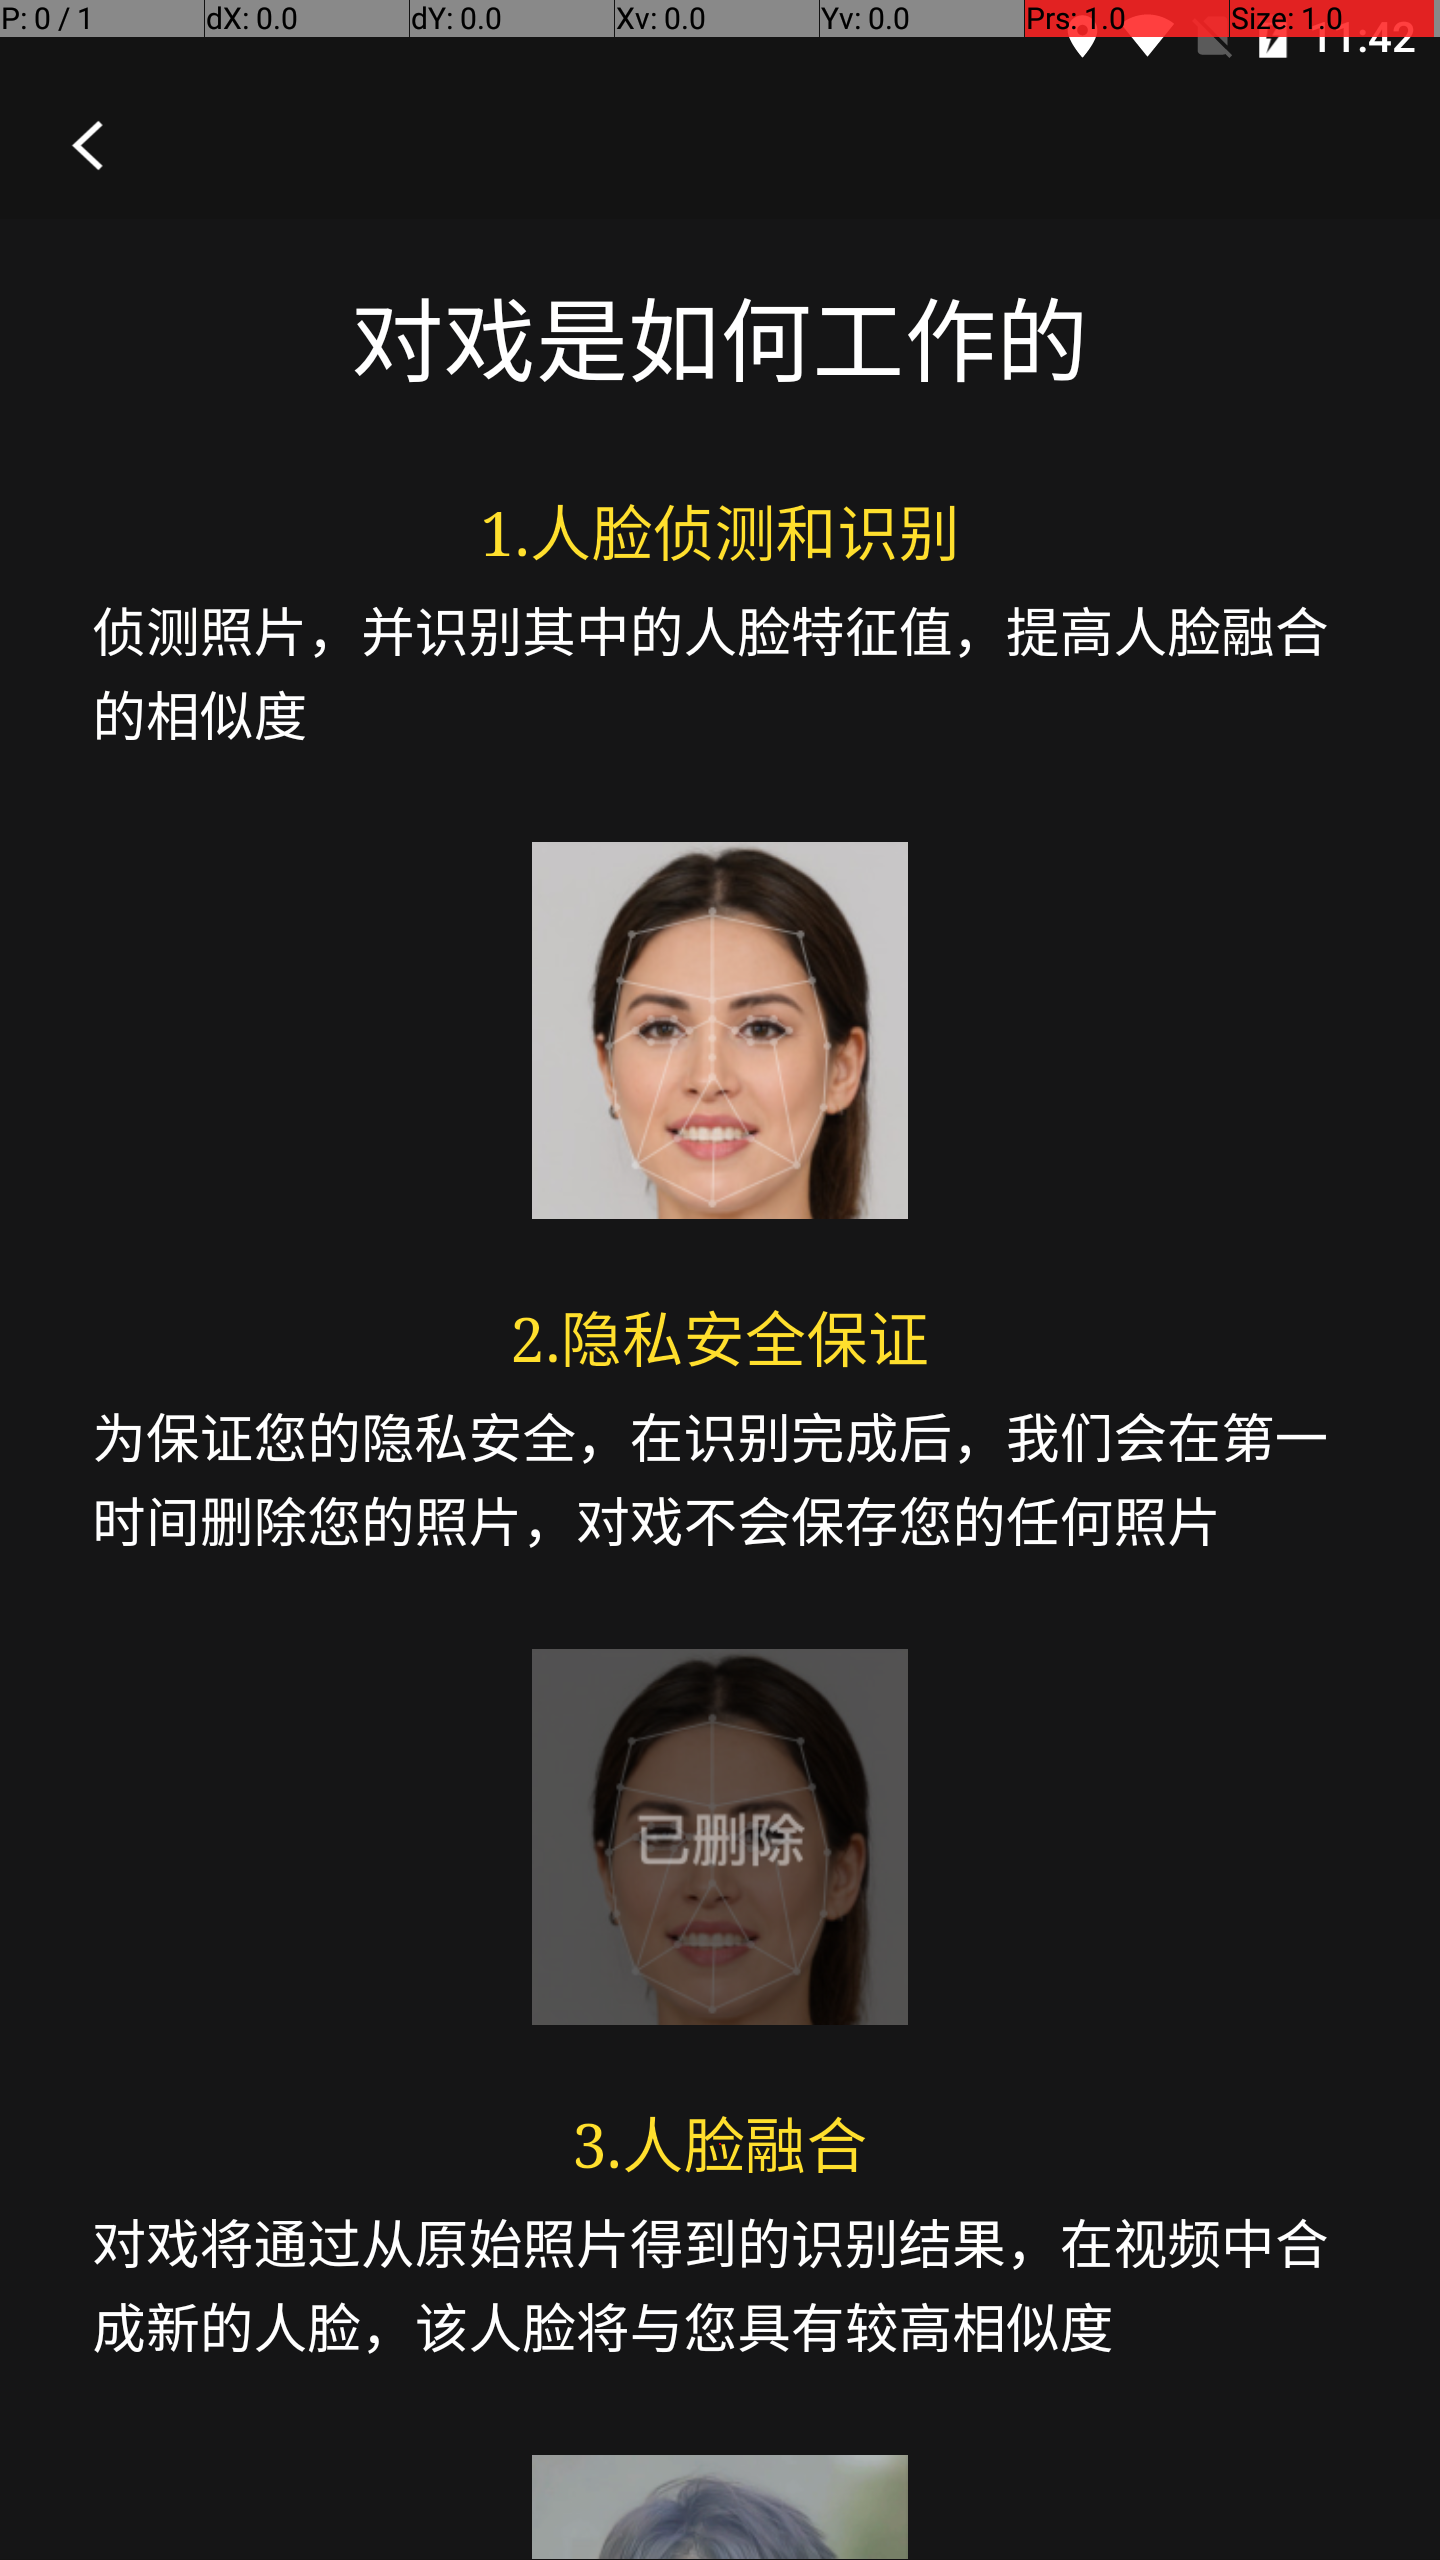 P: 0 / 1 dX: 0.0 dY: 0.0 Xv: 0.0 Yv: 0.0 Prs: 1.0 Size: 1.0
11:42
对戏是如何工作的
1.人脸侦测和识别
侦测照片，并识别其中的人脸特征值，提高人脸融合
的相似度
2.隐私安全保证
为保证您的隐私安全，在识别完成后，我们会在第一
时间删除您的照片，对戏不会保存您的任何照片
已删除
3.人脸融合
对戏将通过从原始照片得到的识别结果，在视频中合
成新的人脸，该人脸将与您具有较高相似度